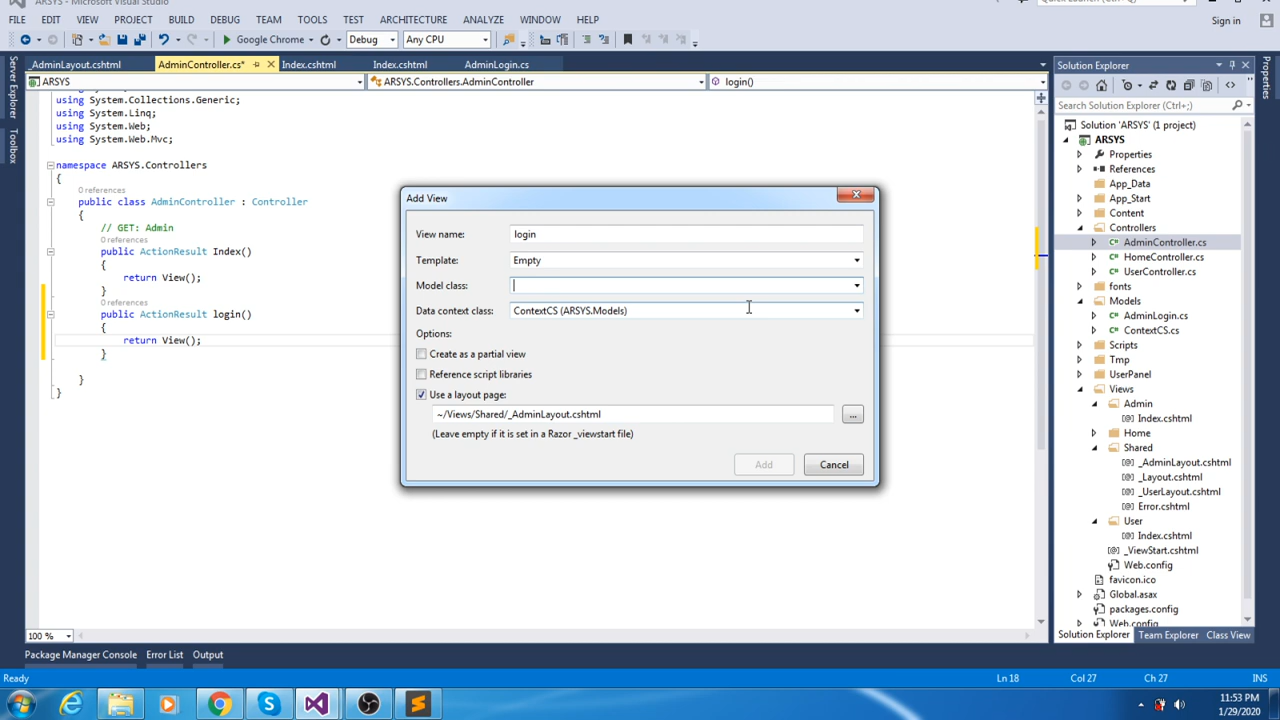 ARSYS - Microsoft Visual Studio
Quick Launch (Ctrl+Q)
FILE EDIT VIEW PROJECT BUILD DEBUG TEAM TOOLS TEST ARCHITECTURE ANALYZE WINDOW HELP
Sign in
Google Chrome Debug Any CPU
_AdminLayout.cshtml AdminController.cs* Index.cshtml Index.cshtml AdminLogin.cs
ARSYS ARSYS.Controllers.AdminController login()
Server Explorer
Toolbox
using System.Collections.Generic;
using System.Linq;
using System.Web;
using System.Web.Mvc;
namespace ARSYS.Controllers
{
0 references
public class AdminController : Controller
{
// GET: Admin
0 references
public ActionResult Index()
{
return View();
}
0 references
public ActionResult login()
{
return View();
}
}
}
100 %
Add View
View name: login
Template: Empty
Model class:
Data context class: ContextCS (ARSYS.Models)
Options:
Create as a partial view
Reference script libraries
Use a layout page:
~/Views/Shared/_AdminLayout.cshtml
...
(Leave empty if it is set in a Razor _viewstart file)
Add Cancel
Solution Explorer
Search Solution Explorer (Ctrl+;)
Solution 'ARSYS' (1 project)
ARSYS
Properties
References
App_Data
App_Start
Content
Controllers
AdminController.cs
HomeController.cs
UserController.cs
fonts
Models
AdminLogin.cs
ContextCS.cs
Scripts
Tmp
UserPanel
Views
Admin
Index.cshtml
Home
Shared
_AdminLayout.cshtml
_Layout.cshtml
_UserLayout.cshtml
Error.cshtml
User
Index.cshtml
_ViewStart.cshtml
Web.config
favicon.ico
Global.asax
packages.config
Web.config
Solution Explorer Team Explorer Class View
Properties
Package Manager Console Error List Output
Ready Ln 18 Col 27 Ch 27 INS
11:53 PM
1/29/2020